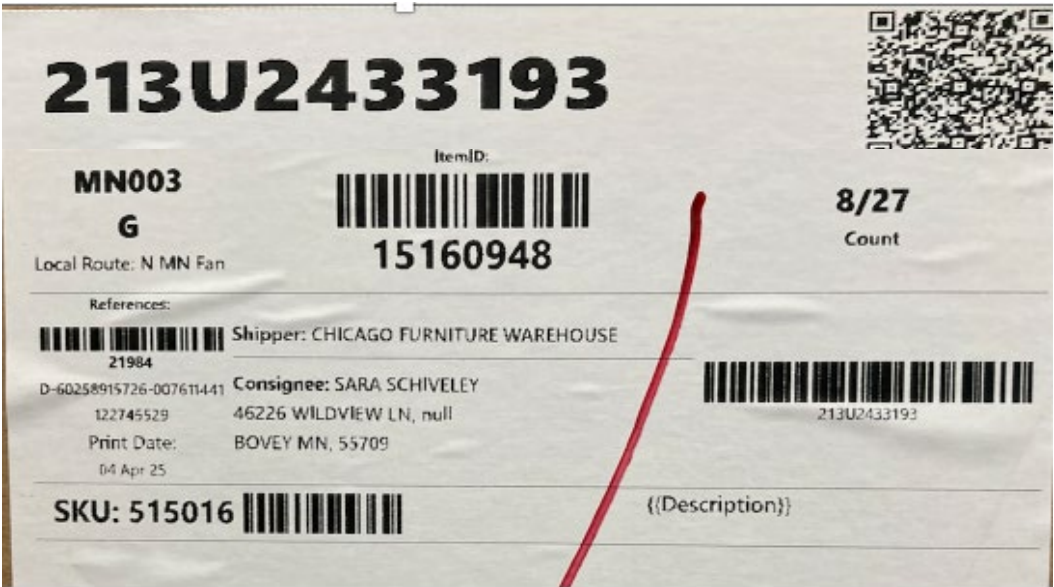 213U2433193
ItemID:
MN003
G
15160948
8/27
Count
Local Route: N MN Fan
References:
21984
D-60258915726-007611441
122745529
Print Date:
04 Apr 25
Shipper: CHICAGO FURNITURE WAREHOUSE
Consignee: SARA SCHIVELEY
46226 WILDVIEW LN, null
BOVEY MN, 55709
213U2433193
SKU: 515016
{{Description}}